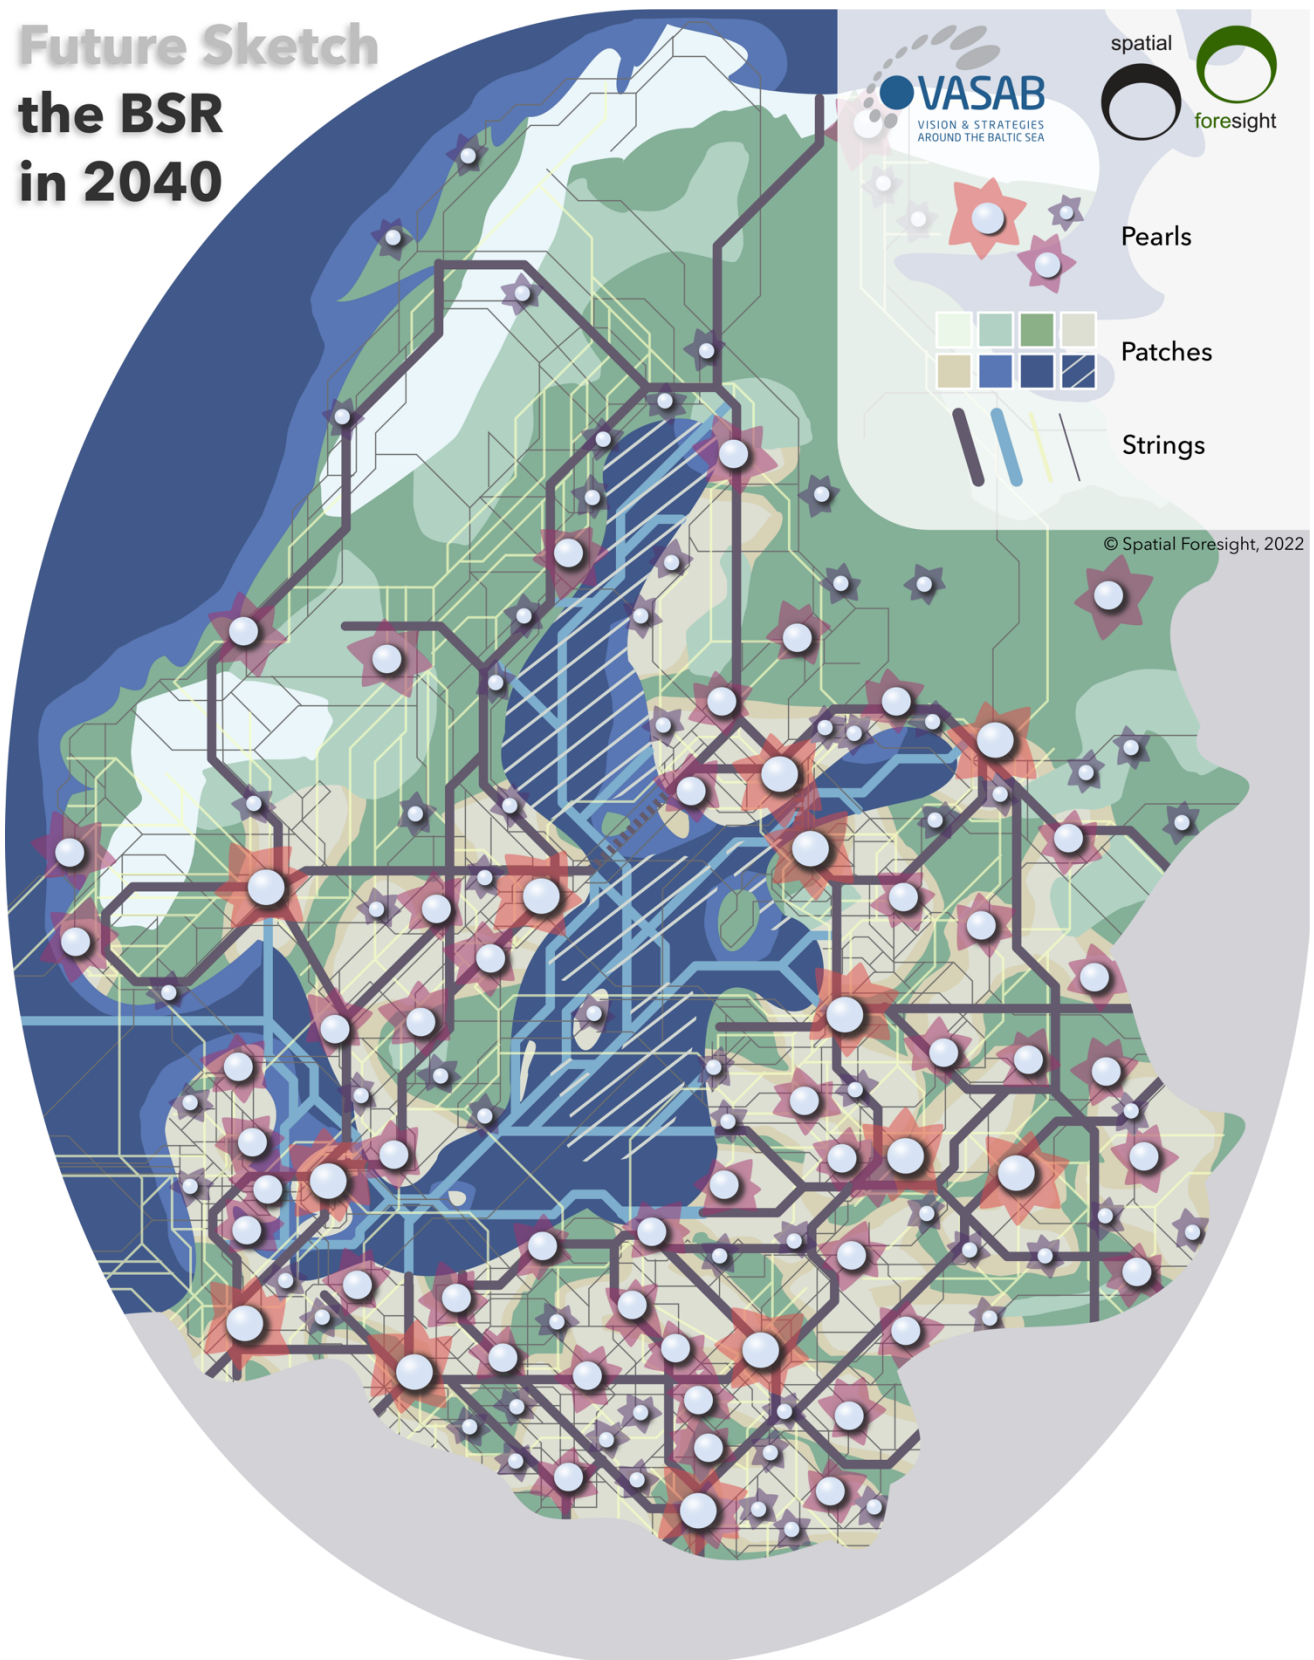 Future Sketch
the BSR
in 2040
VASAB
VISION & STRATEGIES
AROUND THE BALTIC SEA
spatial
foresight
Pearls
Patches
Strings
© Spatial Foresight, 2022